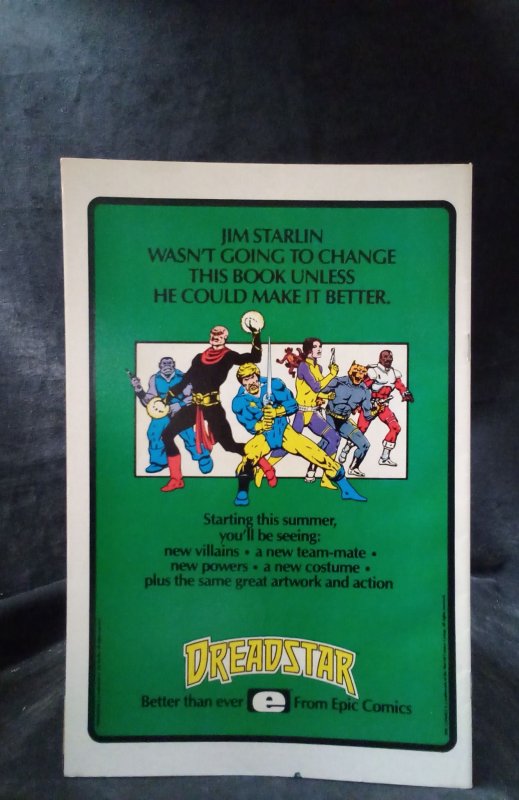 JIM STARLIN
WASN'T GOING TO CHANGE
THIS BOOK UNLESS
HE COULD MAKE IT BETTER.
Starting this summer,
you'll be seeing:
new villains • a new team-mate •
new powers • a new costume •
plus the same great artwork and action
DREADSTAR
Better than ever e From Epic Comics